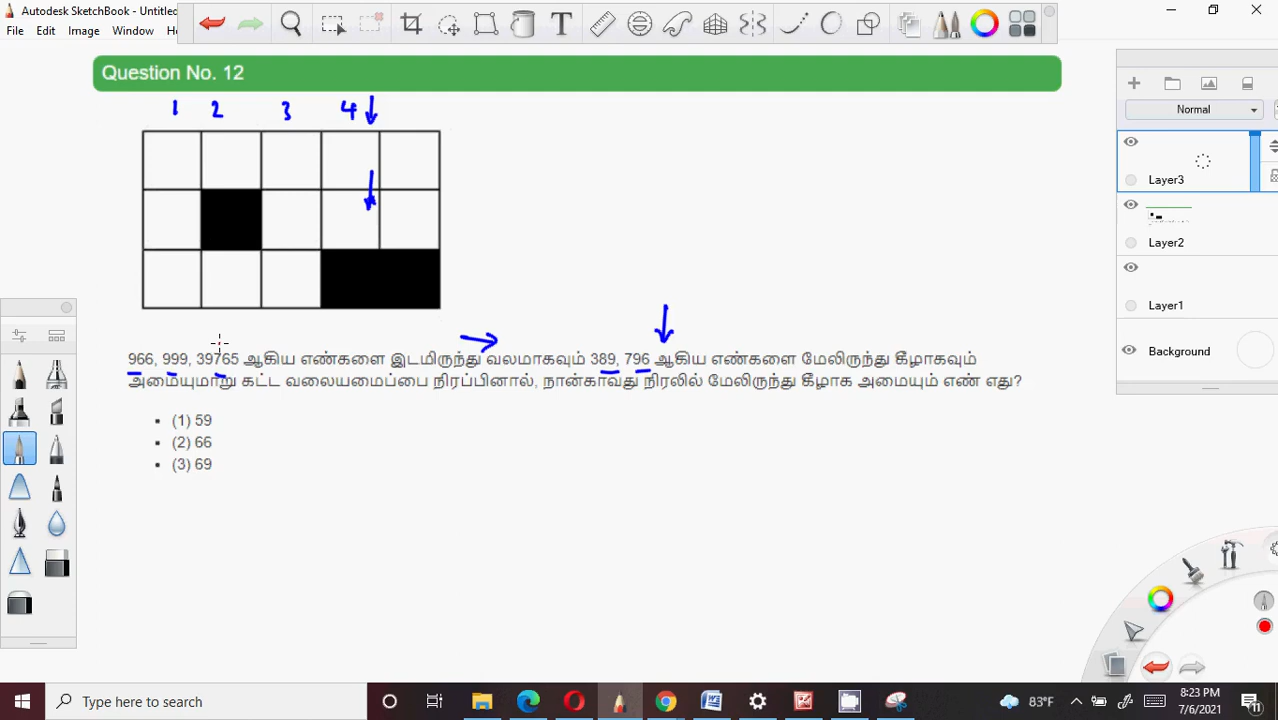 Autodesk SketchBook - Untitled
File Edit Image Window
Question No. 12
1 2 3 4
966, 999, 39765 ஆகிய எண்களை இடமிருந்து வலமாகவும் 389, 796 ஆகிய எண்களை மேலிருந்து கீழாகவும்
அமையுமாறு கட்ட வலையமைப்பை நிரப்பினால், நான்காவது நிரலில் மேலிருந்து கீழாக அமையும் எண் எது?
(1) 59
(2) 66
(3) 69
Normal
Layer3
Layer2
Layer1
Background
Type here to search
83°F
8:23 PM
7/6/2021
11